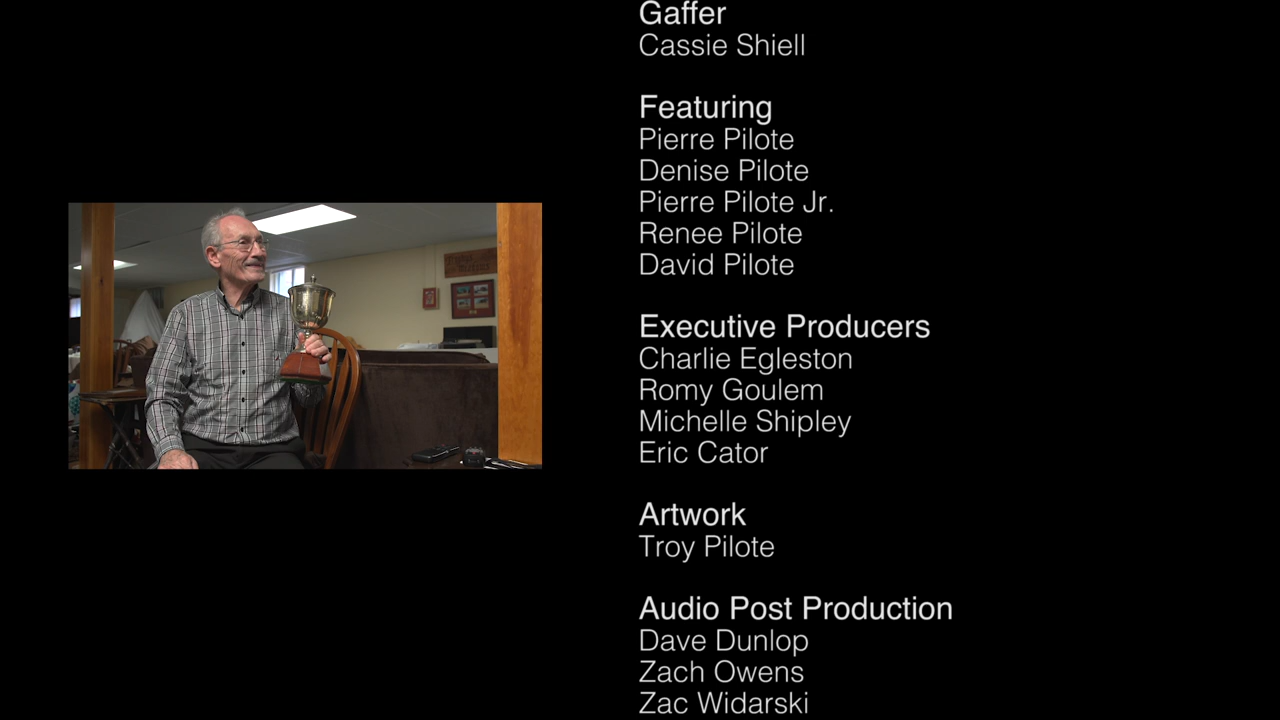 Gaffer
Cassie Shiell
Featuring
Pierre Pilote
Denise Pilote
Pierre Pilote Jr.
Renee Pilote
David Pilote
Executive Producers
Charlie Egleston
Romy Goulem
Michelle Shipley
Eric Cator
Artwork
Troy Pilote
Audio Post Production
Dave Dunlop
Zach Owens
Zac Widarski